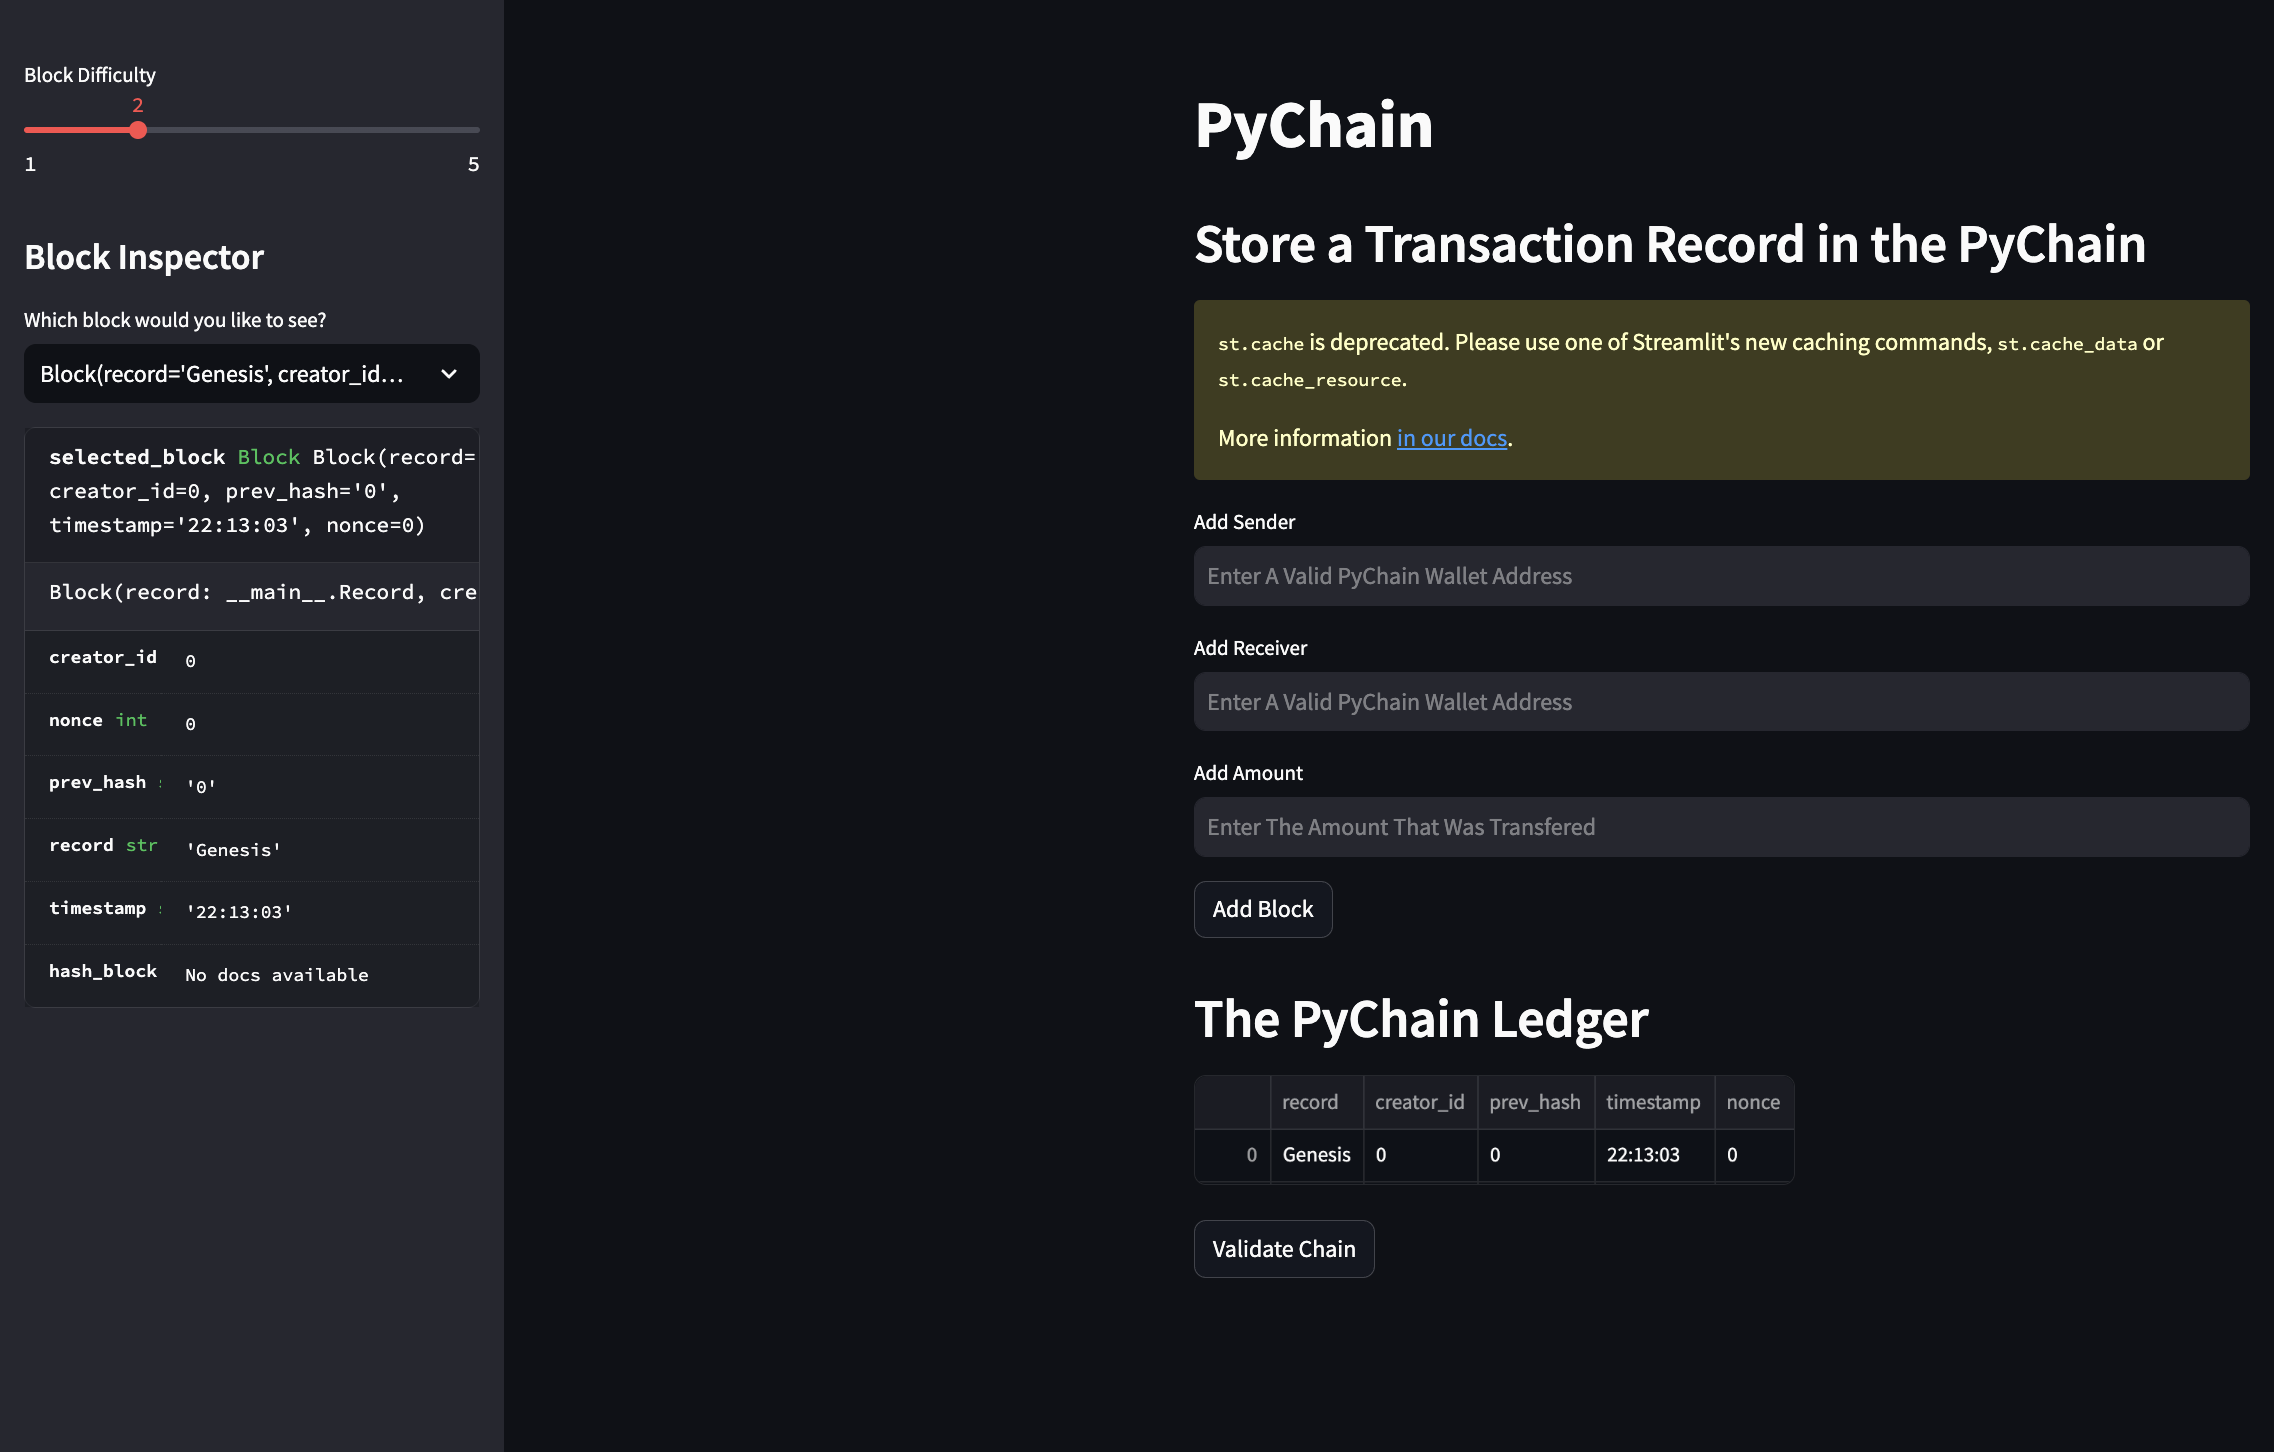 Block Difficulty
2
1 5
Block Inspector
Which block would you like to see?
Block(record='Genesis', creator_id...
selected_block Block Block(record=
creator_id=0, prev_hash='0',
timestamp='22:13:03', nonce=0)
Block(record: __main__.Record, cre
creator_id 0
nonce int 0
prev_hash '0'
record str 'Genesis'
timestamp '22:13:03'
hash_block No docs available
PyChain
Store a Transaction Record in the PyChain
st.cache is deprecated. Please use one of Streamlit's new caching commands, st.cache_data or
st.cache_resource.
More information in our docs.
Add Sender
Enter A Valid PyChain Wallet Address
Add Receiver
Enter A Valid PyChain Wallet Address
Add Amount
Enter The Amount That Was Transfered
Add Block
The PyChain Ledger
record creator_id prev_hash timestamp nonce
0 Genesis 0 0 22:13:03 0
Validate Chain